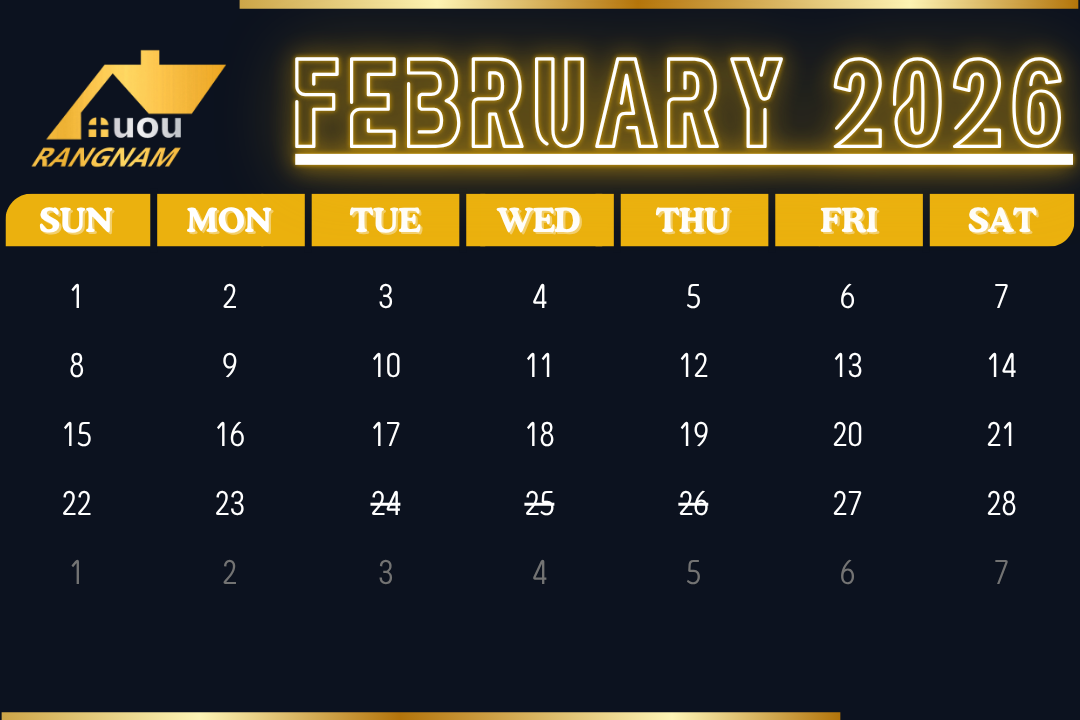 uou
RANGNAM
FEBRUARY 2026
SUN MON TUE WED THU FRI SAT
1 2 3 4 5 6 7
8 9 10 11 12 13 14
15 16 17 18 19 20 21
22 23 24 25 26 27 28
1 2 3 4 5 6 7